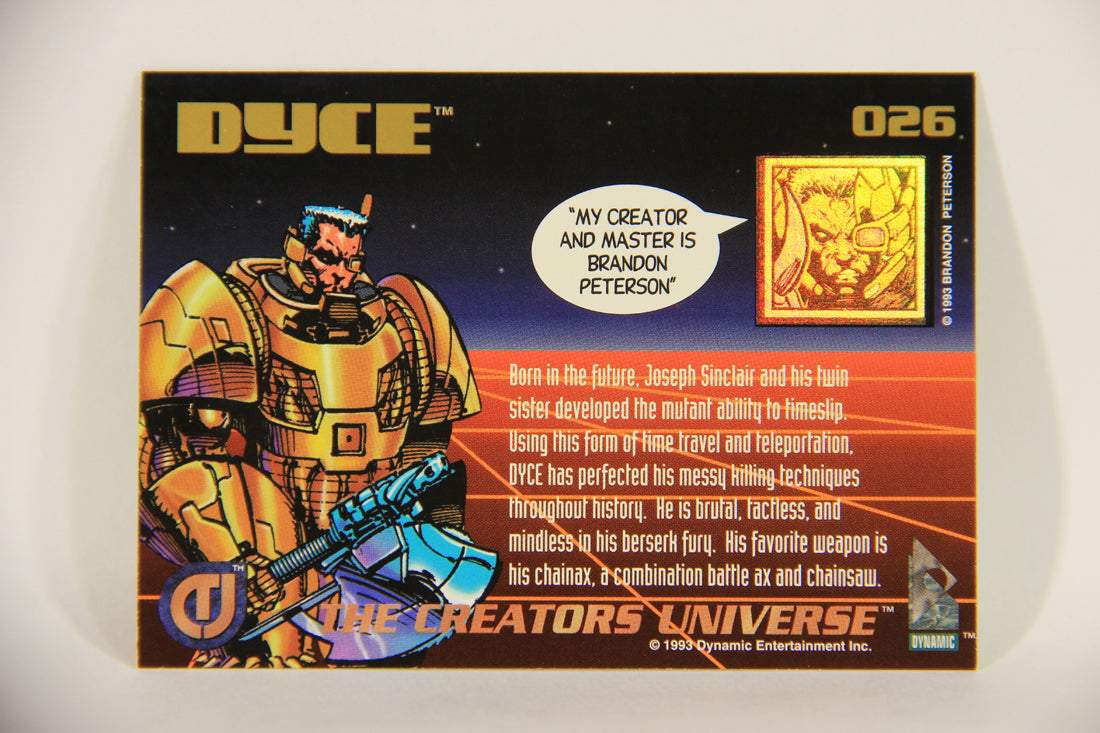 DYCE™
026
"MY CREATOR
AND MASTER IS
BRANDON
PETERSON"
© 1993 BRANDON PETERSON
Born in the future, Joseph Sinclair and his twin
sister developed the mutant ability to timeslip.
Using this form of time travel and teleportation,
DYCE has perfected his messy killing techniques
throughout history. He is brutal, tactless, and
mindless in his berserk fury. His favorite weapon is
his chainax, a combination battle ax and chainsaw.
TM
THE CREATORS UNIVERSE™
DYNAMIC TM
© 1993 Dynamic Entertainment Inc.